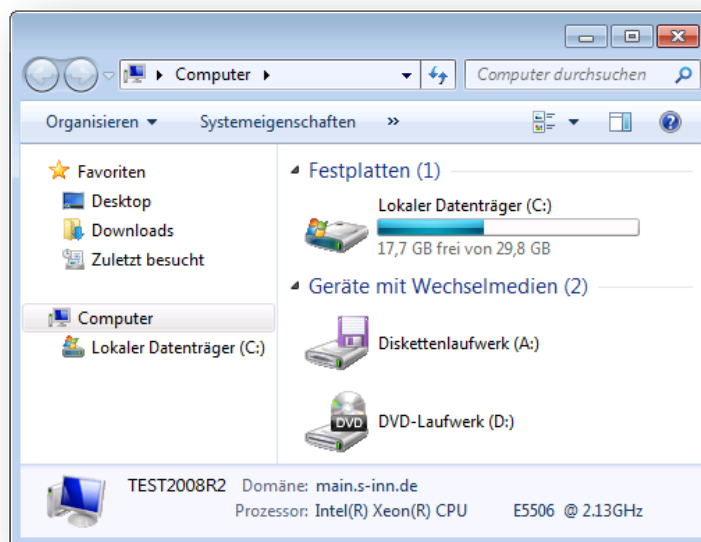 Computer
Computer durchsuchen
Organisieren
Systemeigenschaften
»
Favoriten
Desktop
Downloads
Zuletzt besucht
Computer
Lokaler Datenträger (C:)
Festplatten (1)
Lokaler Datenträger (C:)
17,7 GB frei von 29,8 GB
Geräte mit Wechselmedien (2)
Diskettenlaufwerk (A:)
DVD
DVD-Laufwerk (D:)
TEST2008R2 Domäne: main.s-inn.de
Prozessor: Intel(R) Xeon(R) CPU E5506 @ 2.13GHz